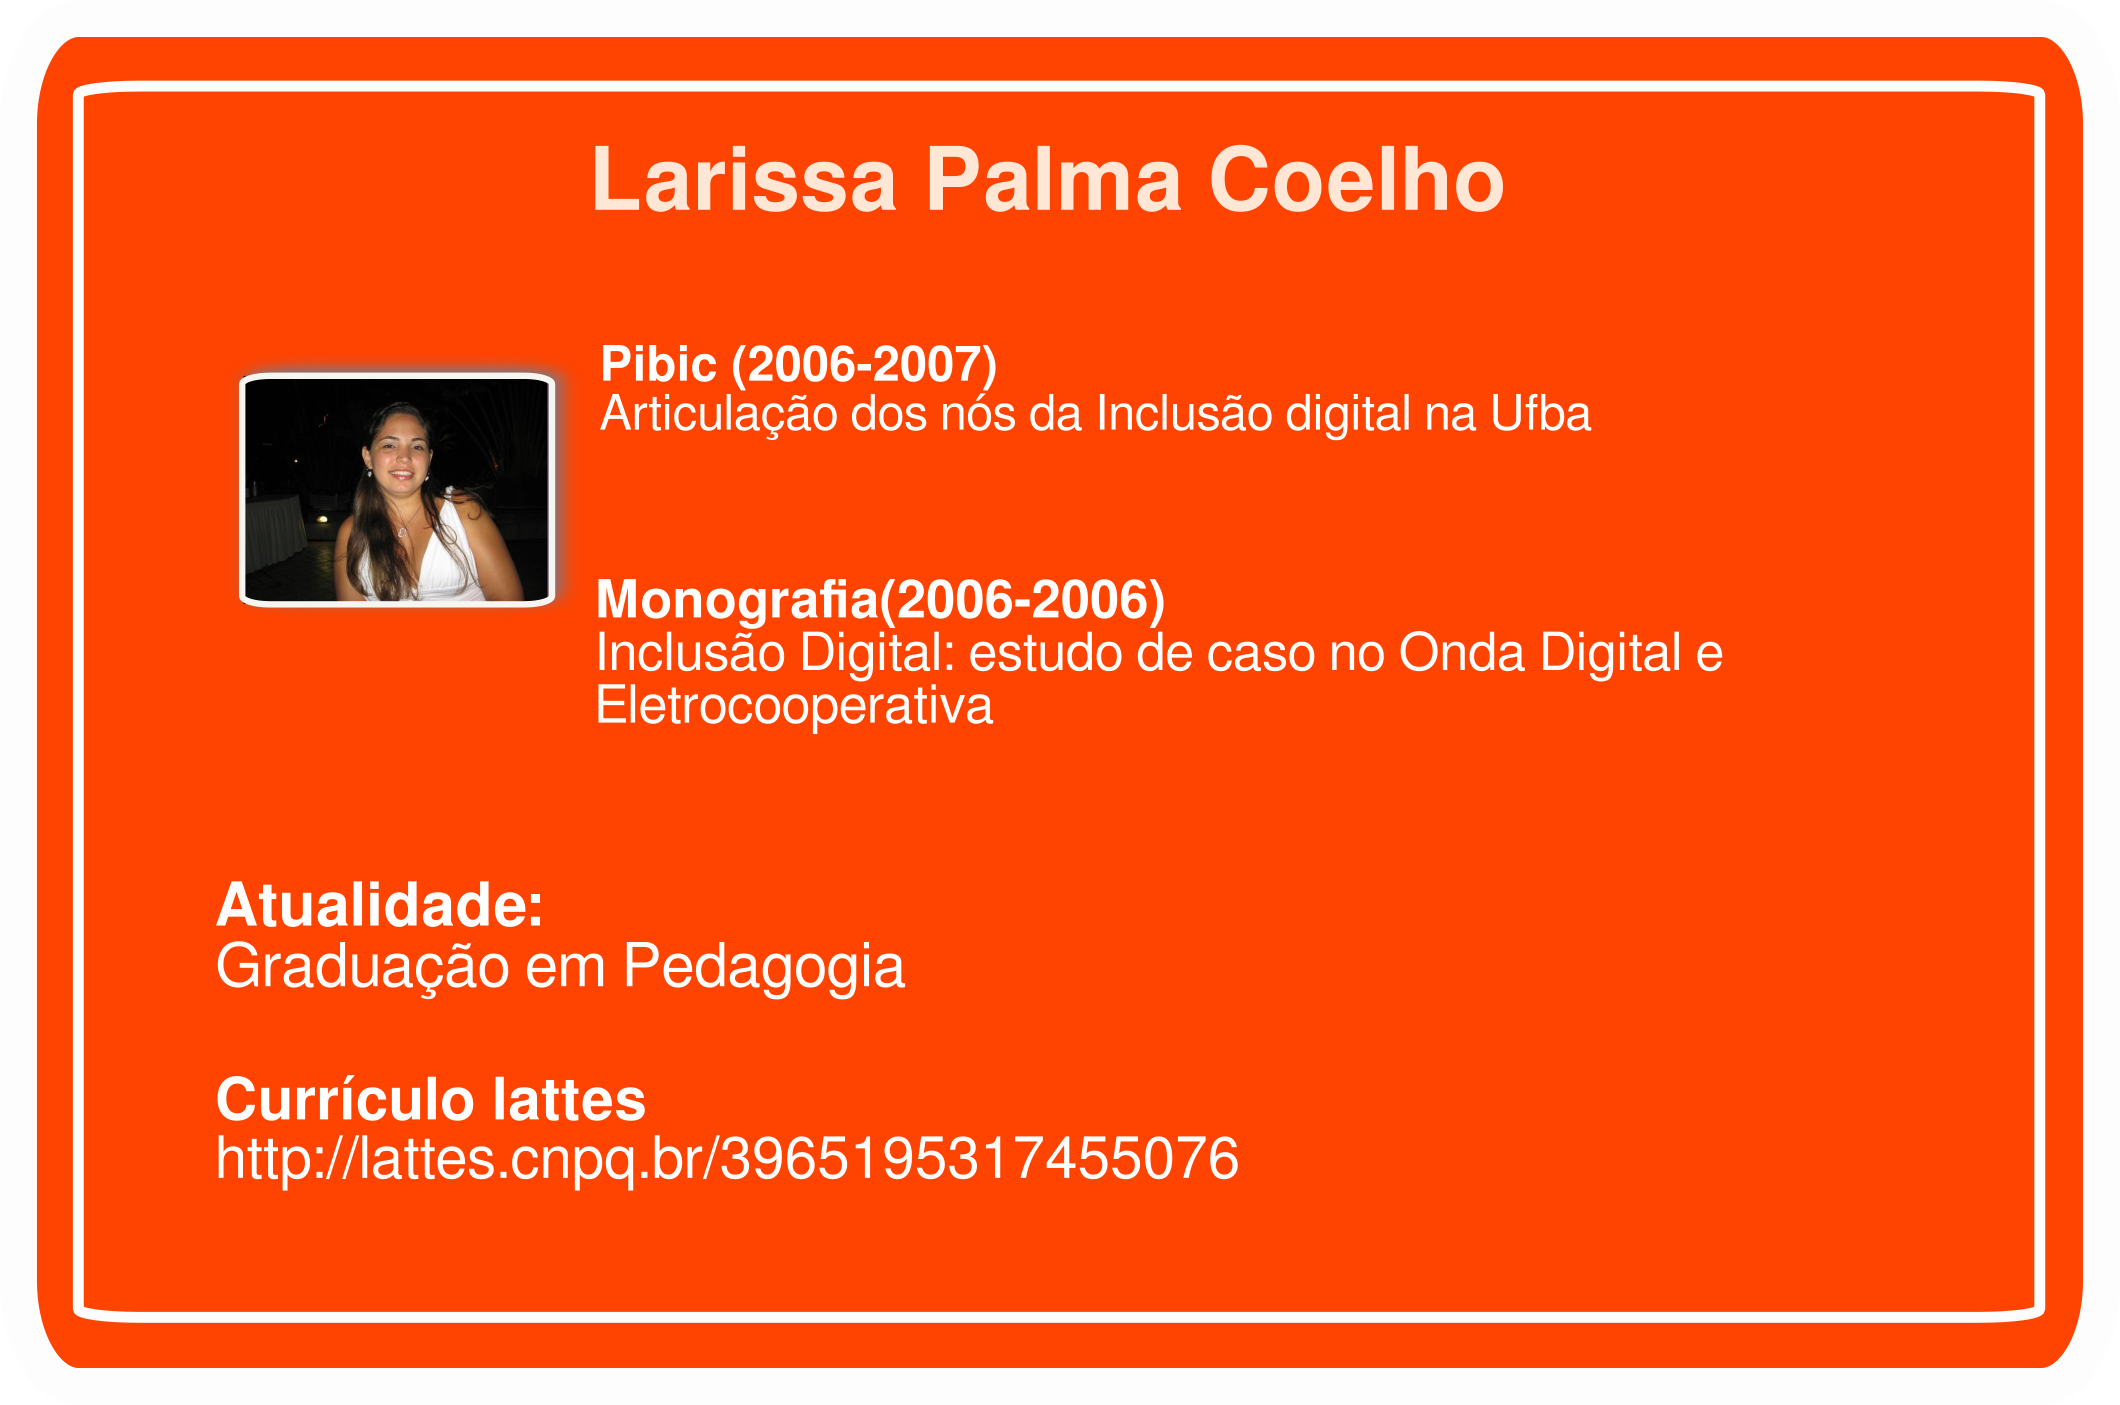 Larissa Palma Coelho
Pibic (2006-2007)
Articulação dos nós da Inclusão digital na Ufba
Monografia(2006-2006)
Inclusão Digital: estudo de caso no Onda Digital e
Eletrocooperativa
Atualidade:
Graduação em Pedagogia
Currículo lattes
http://lattes.cnpq.br/3965195317455076